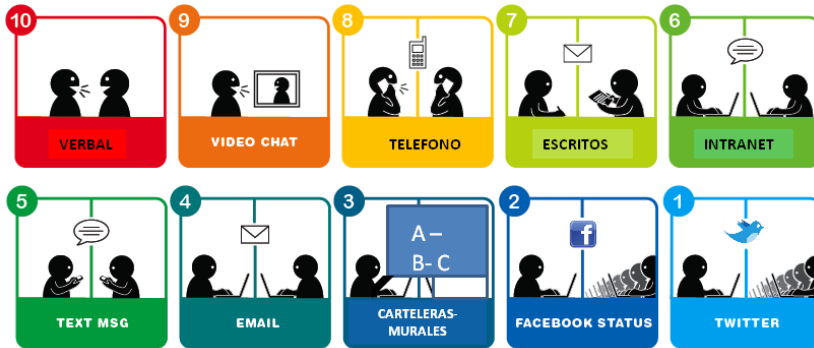 10
9
8
7
6
VERBAL
VIDEO CHAT
TELEFONO
ESCRITOS
INTRANET
5
4
3
2
1
A –
B- C
f
TEXT MSG
EMAIL
CARTELERAS-
MURALES
FACEBOOK STATUS
TWITTER